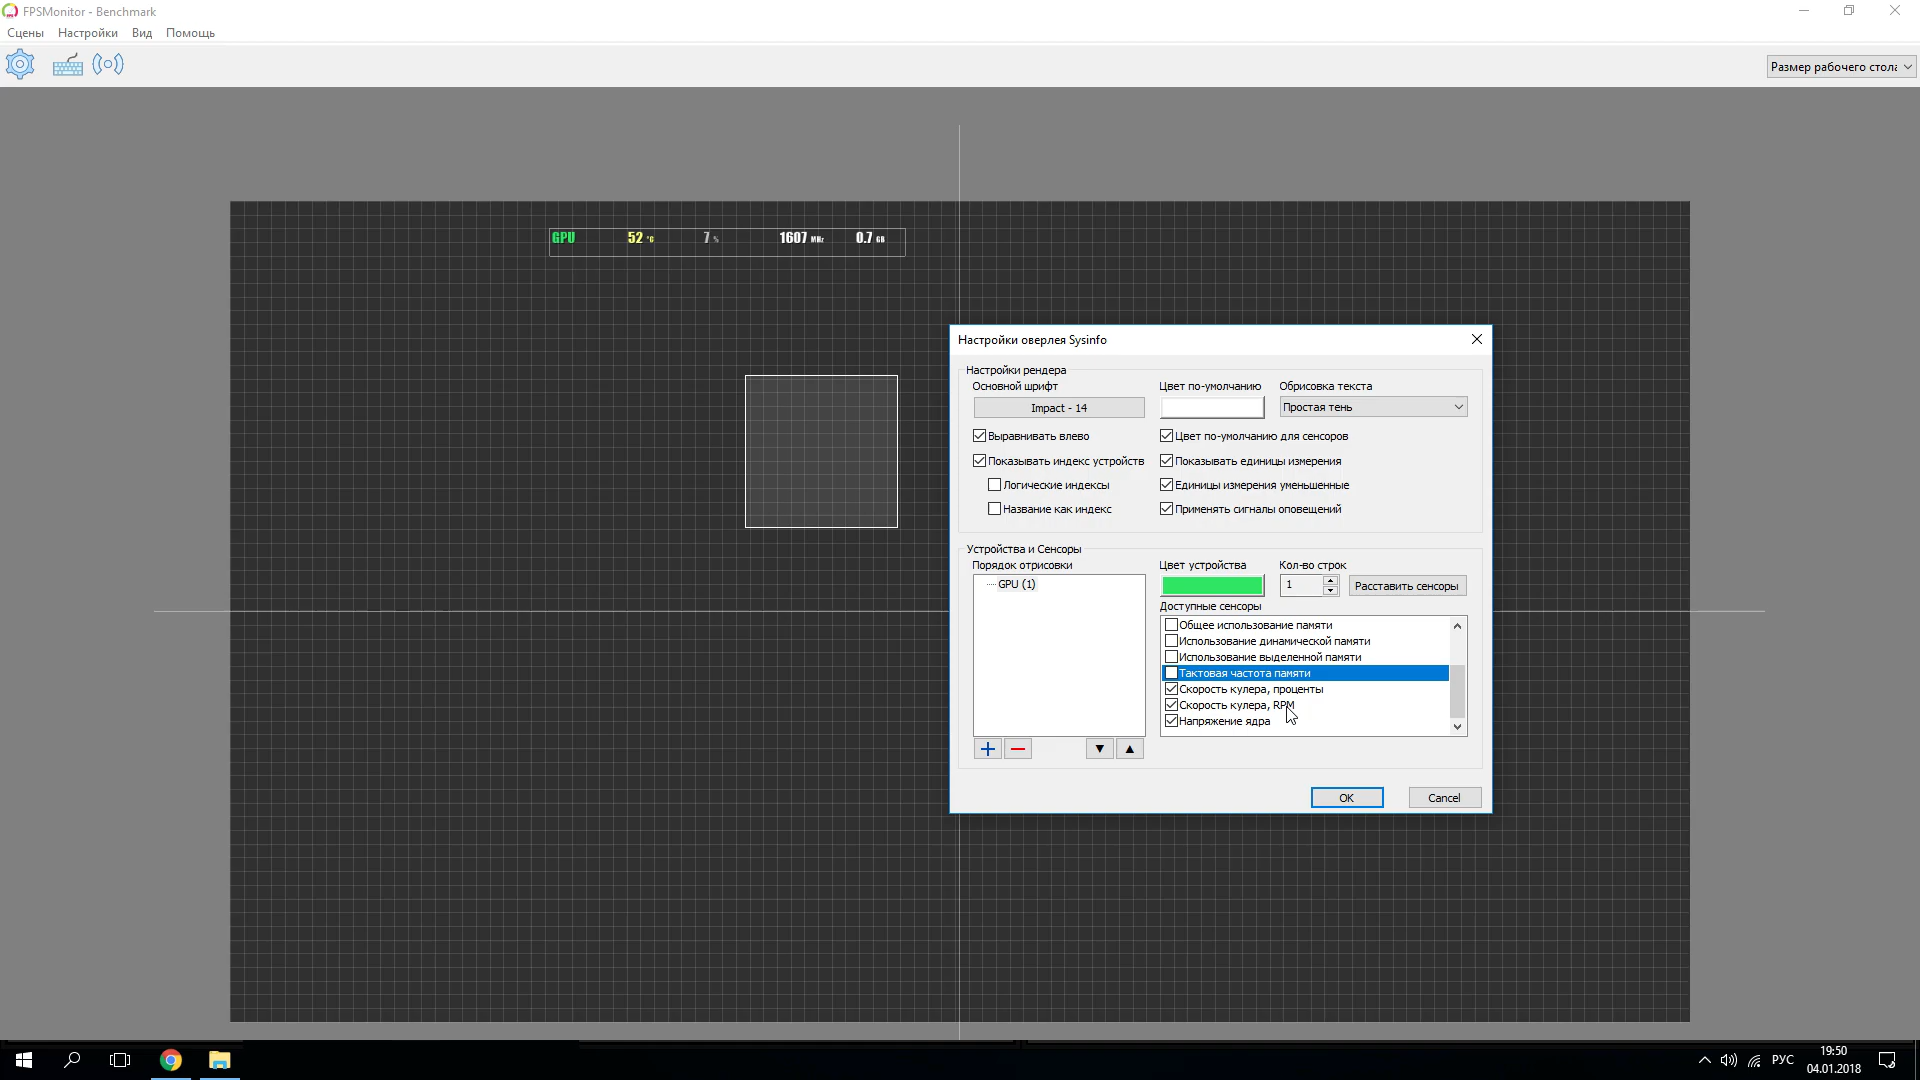 FPSMonitor - Benchmark
Сцены Настройки Вид Помощь
Размер рабочего стола
GPU 52 °C 7 % 1607 MHz 0.7 GB
Настройки оверлея Sysinfo
Настройки рендера
Основной шрифт Цвет по-умолчанию Обрисовка текста
Impact - 14 Простая тень
Выравнивать влево Цвет по-умолчанию для сенсоров
Показывать индекс устройств Показывать единицы измерения
Логические индексы Единицы измерения уменьшенные
Название как индекс Применять сигналы оповещений
Устройства и Сенсоры
Порядок отрисовки Цвет устройства Кол-во строк
GPU (1) 1 Расставить сенсоры
Доступные сенсоры
Общее использование памяти
Использование динамической памяти
Использование выделенной памяти
Тактовая частота памяти
Скорость кулера, проценты
Скорость кулера, RPM
Напряжение ядра
OK Cancel
РУС 19:50
04.01.2018